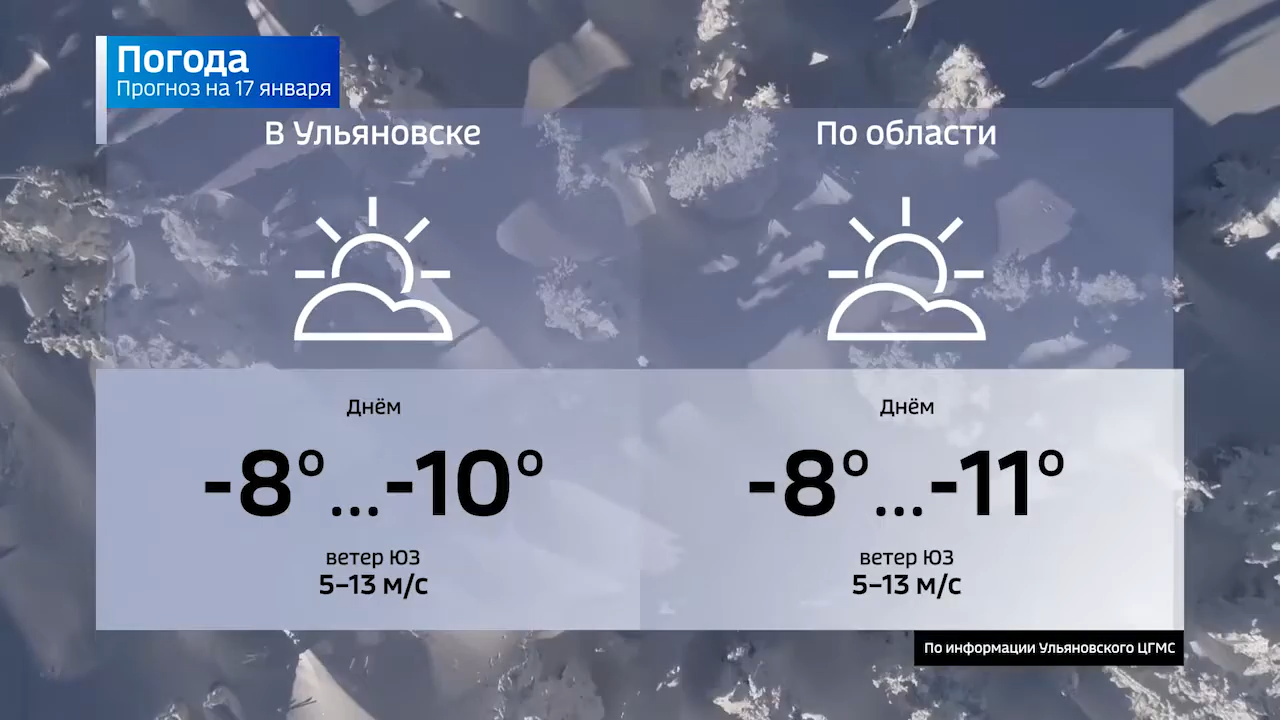 Погода
Прогноз на 17 января
В Ульяновске
Днём
-8°...-10°
ветер ЮЗ
5–13 м/с
По области
Днём
-8°...-11°
ветер ЮЗ
5–13 м/с
По информации Ульяновского ЦГМС